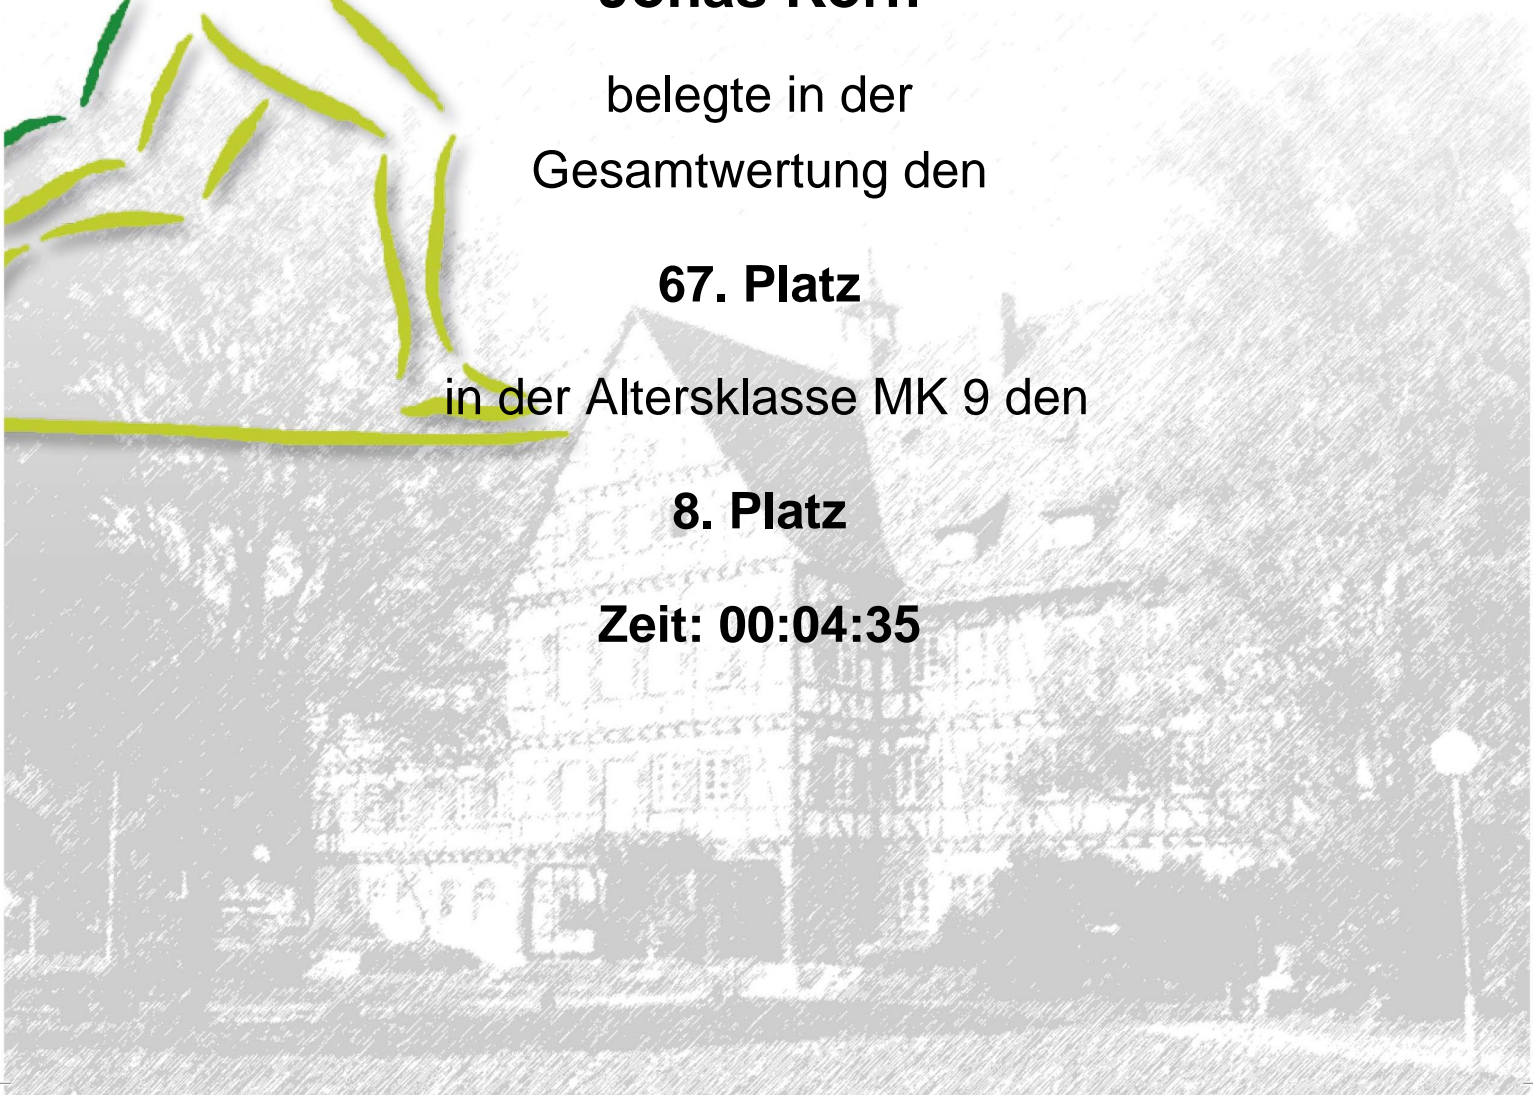 Jonas
belegte in der
Gesamtwertung den
67. Platz
in der Altersklasse MK 9 den
8. Platz
Zeit: 00:04:35